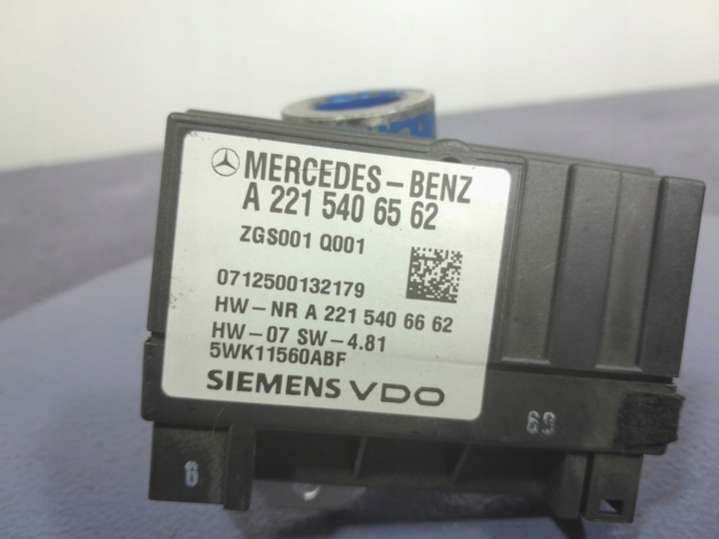 MERCEDES-BENZ
A 221 540 65 62
ZGS001 Q001
0712500132179
HW-NR A 221 540 66 62
HW-07 SW-4.81
5WK11560ABF
SIEMENS VDO
69
6